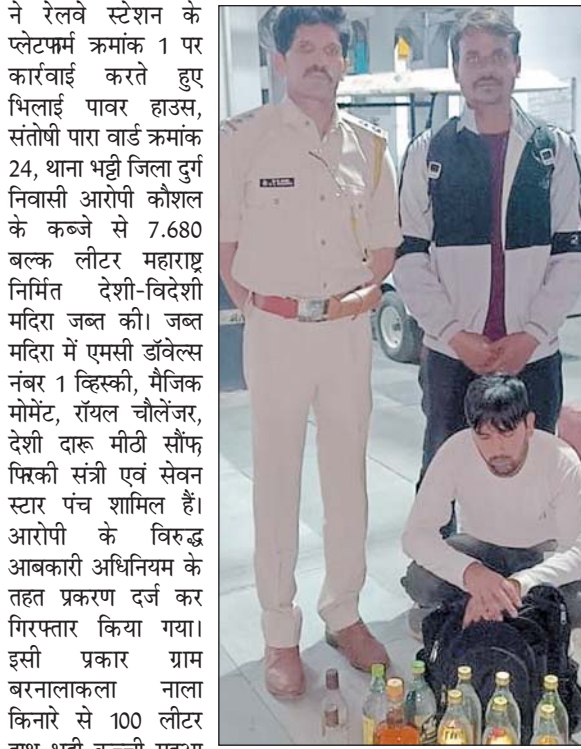 ने रेलवे स्टेशन के
प्लेटफार्म क्रमांक 1 पर
कार्रवाई करते हुए
भिलाई पावर हाउस,
संतोषी पारा वार्ड क्रमांक
24, थाना भट्टी जिला दुर्ग
निवासी आरोपी कौशल
के कब्जे से 7.680
बल्क लीटर महाराष्ट्र
निर्मित देशी-विदेशी
मदिरा जब्त की। जब्त
मदिरा में एमसी डॉवेल्स
नंबर 1 व्हिस्की, मैजिक
मोमेंट, रॉयल चौलेंजर,
देशी दारू मीठी सौंफ,
फिरकी संत्री एवं सेवन
स्टार पंच शामिल हैं।
आरोपी के विरुद्ध
आबकारी अधिनियम के
तहत प्रकरण दर्ज कर
गिरफ्तार किया गया।
इसी प्रकार ग्राम
बरनालाकला नाला
किनारे से 100 लीटर